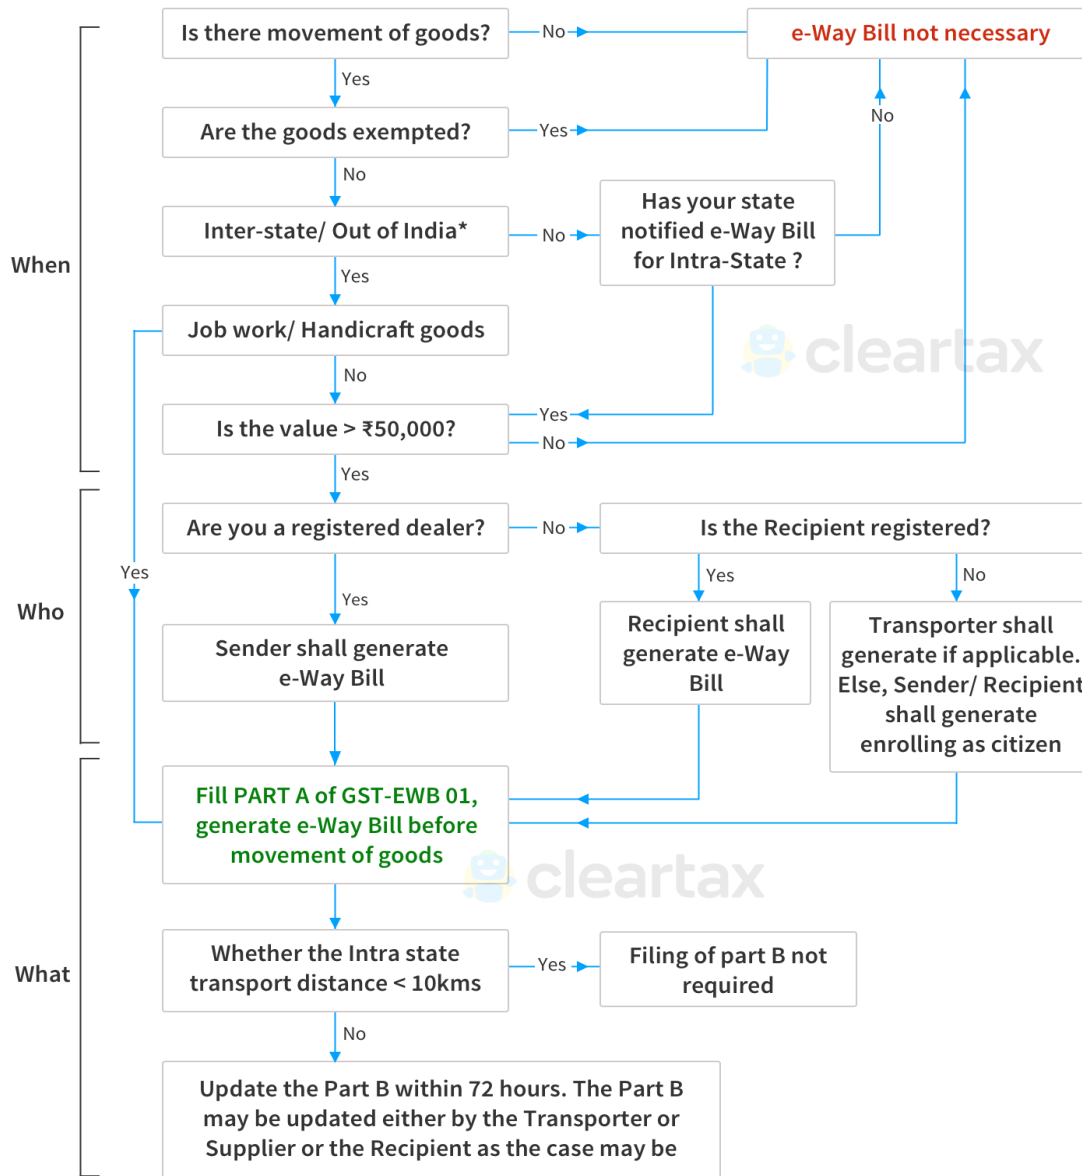 Is there movement of goods?
No
e-Way Bill not necessary
Yes
Are the goods exempted?
Yes
No
No
Inter-state/ Out of India*
No
Has your state
notified e-Way Bill
for Intra-State ?
When
Yes
Job work/ Handicraft goods
cleartax
No
Is the value > ₹50,000?
Yes
No
Yes
Are you a registered dealer?
No
Is the Recipient registered?
Yes
Who
Yes
Yes
No
Sender shall generate
e-Way Bill
Recipient shall
generate e-Way
Bill
Transporter shall
generate if applicable.
Else, Sender/ Recipient
shall generate
enrolling as citizen
Fill PART A of GST-EWB 01,
generate e-Way Bill before
movement of goods
cleartax
What
Whether the Intra state
transport distance < 10kms
Yes
Filing of part B not
required
No
Update the Part B within 72 hours. The Part B
may be updated either by the Transporter or
Supplier or the Recipient as the case may be